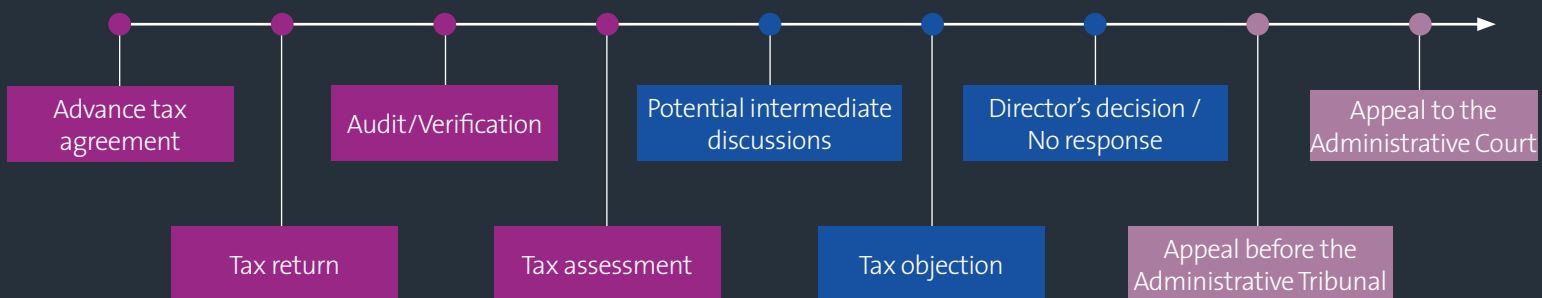 Advance tax
agreement
Tax return
Audit/Verification
Tax assessment
Potential intermediate
discussions
Tax objection
Director’s decision /
No response
Appeal before the
Administrative Tribunal
Appeal to the
Administrative Court